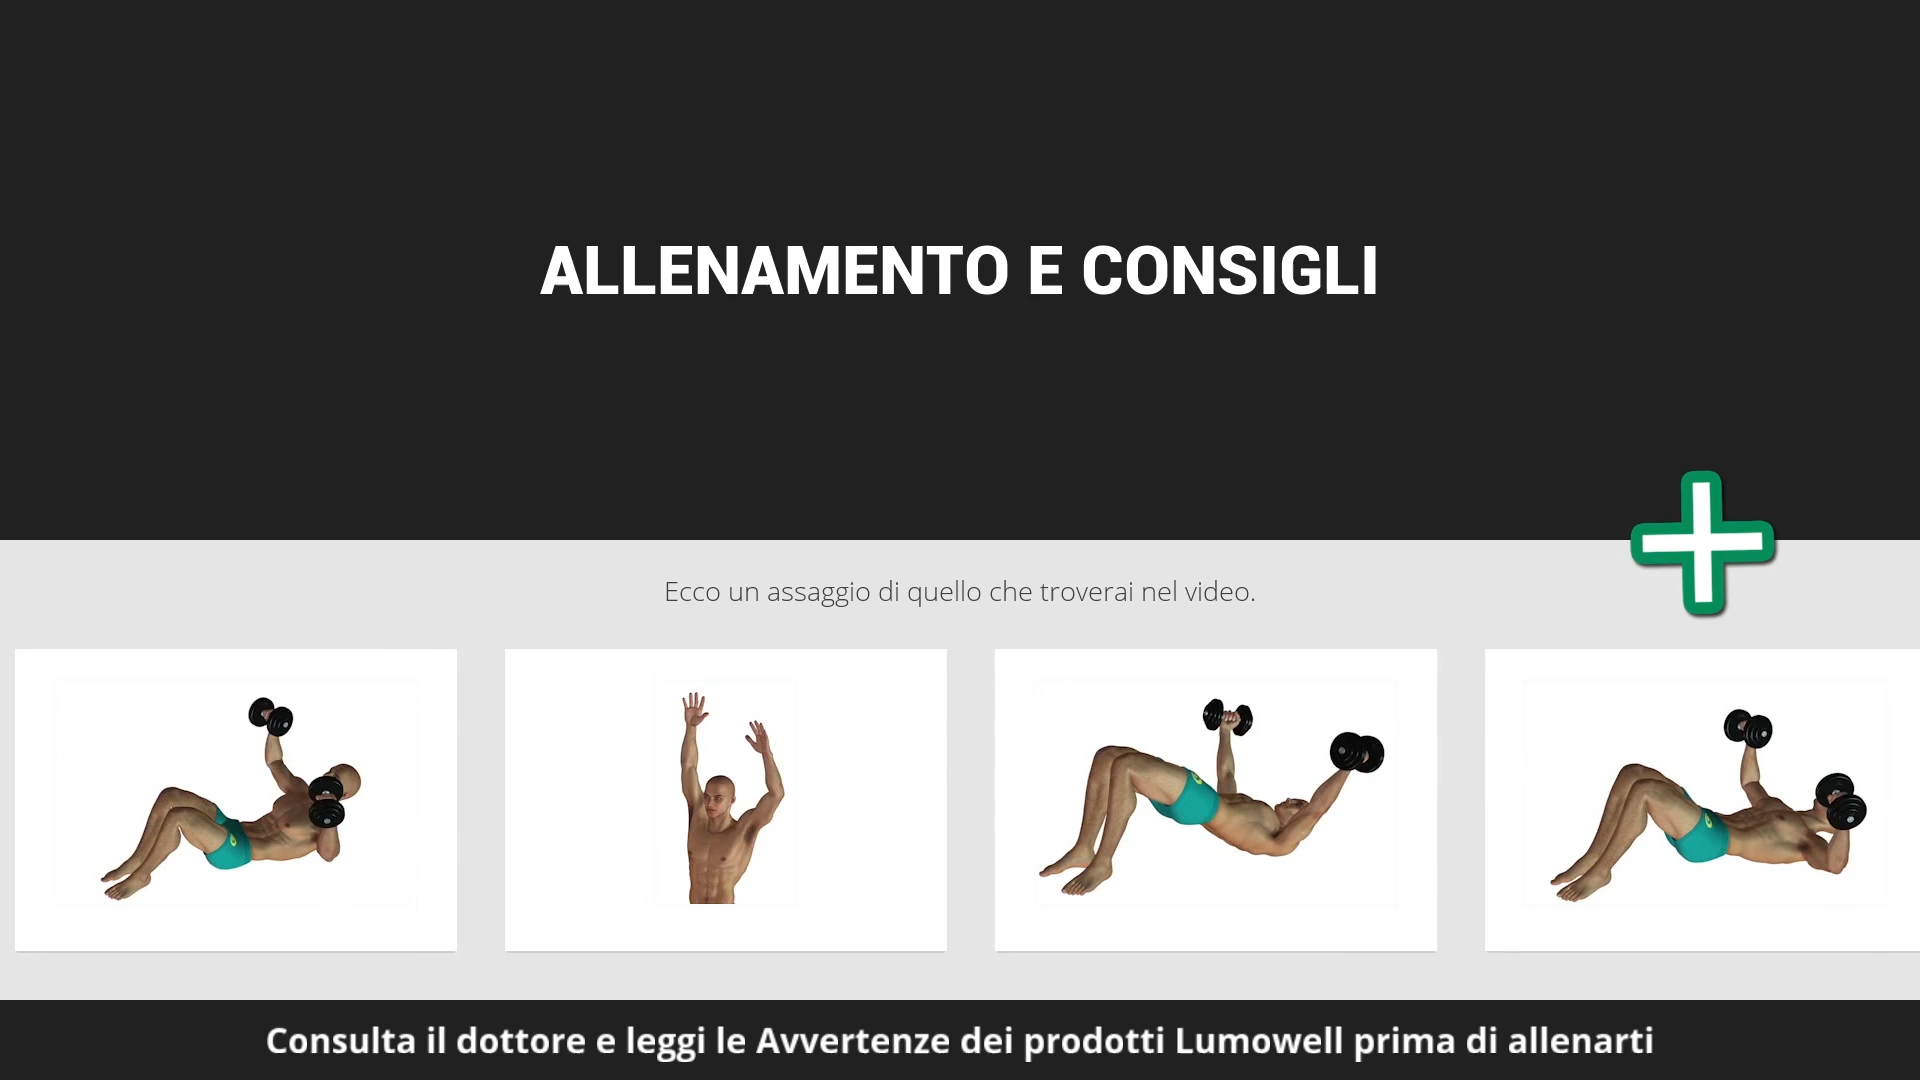 ALLENAMENTO E CONSIGLI
Ecco un assaggio di quello che troverai nel video.
Consulta il dottore e leggi le Avvertenze dei prodotti Lumowell prima di allenarti